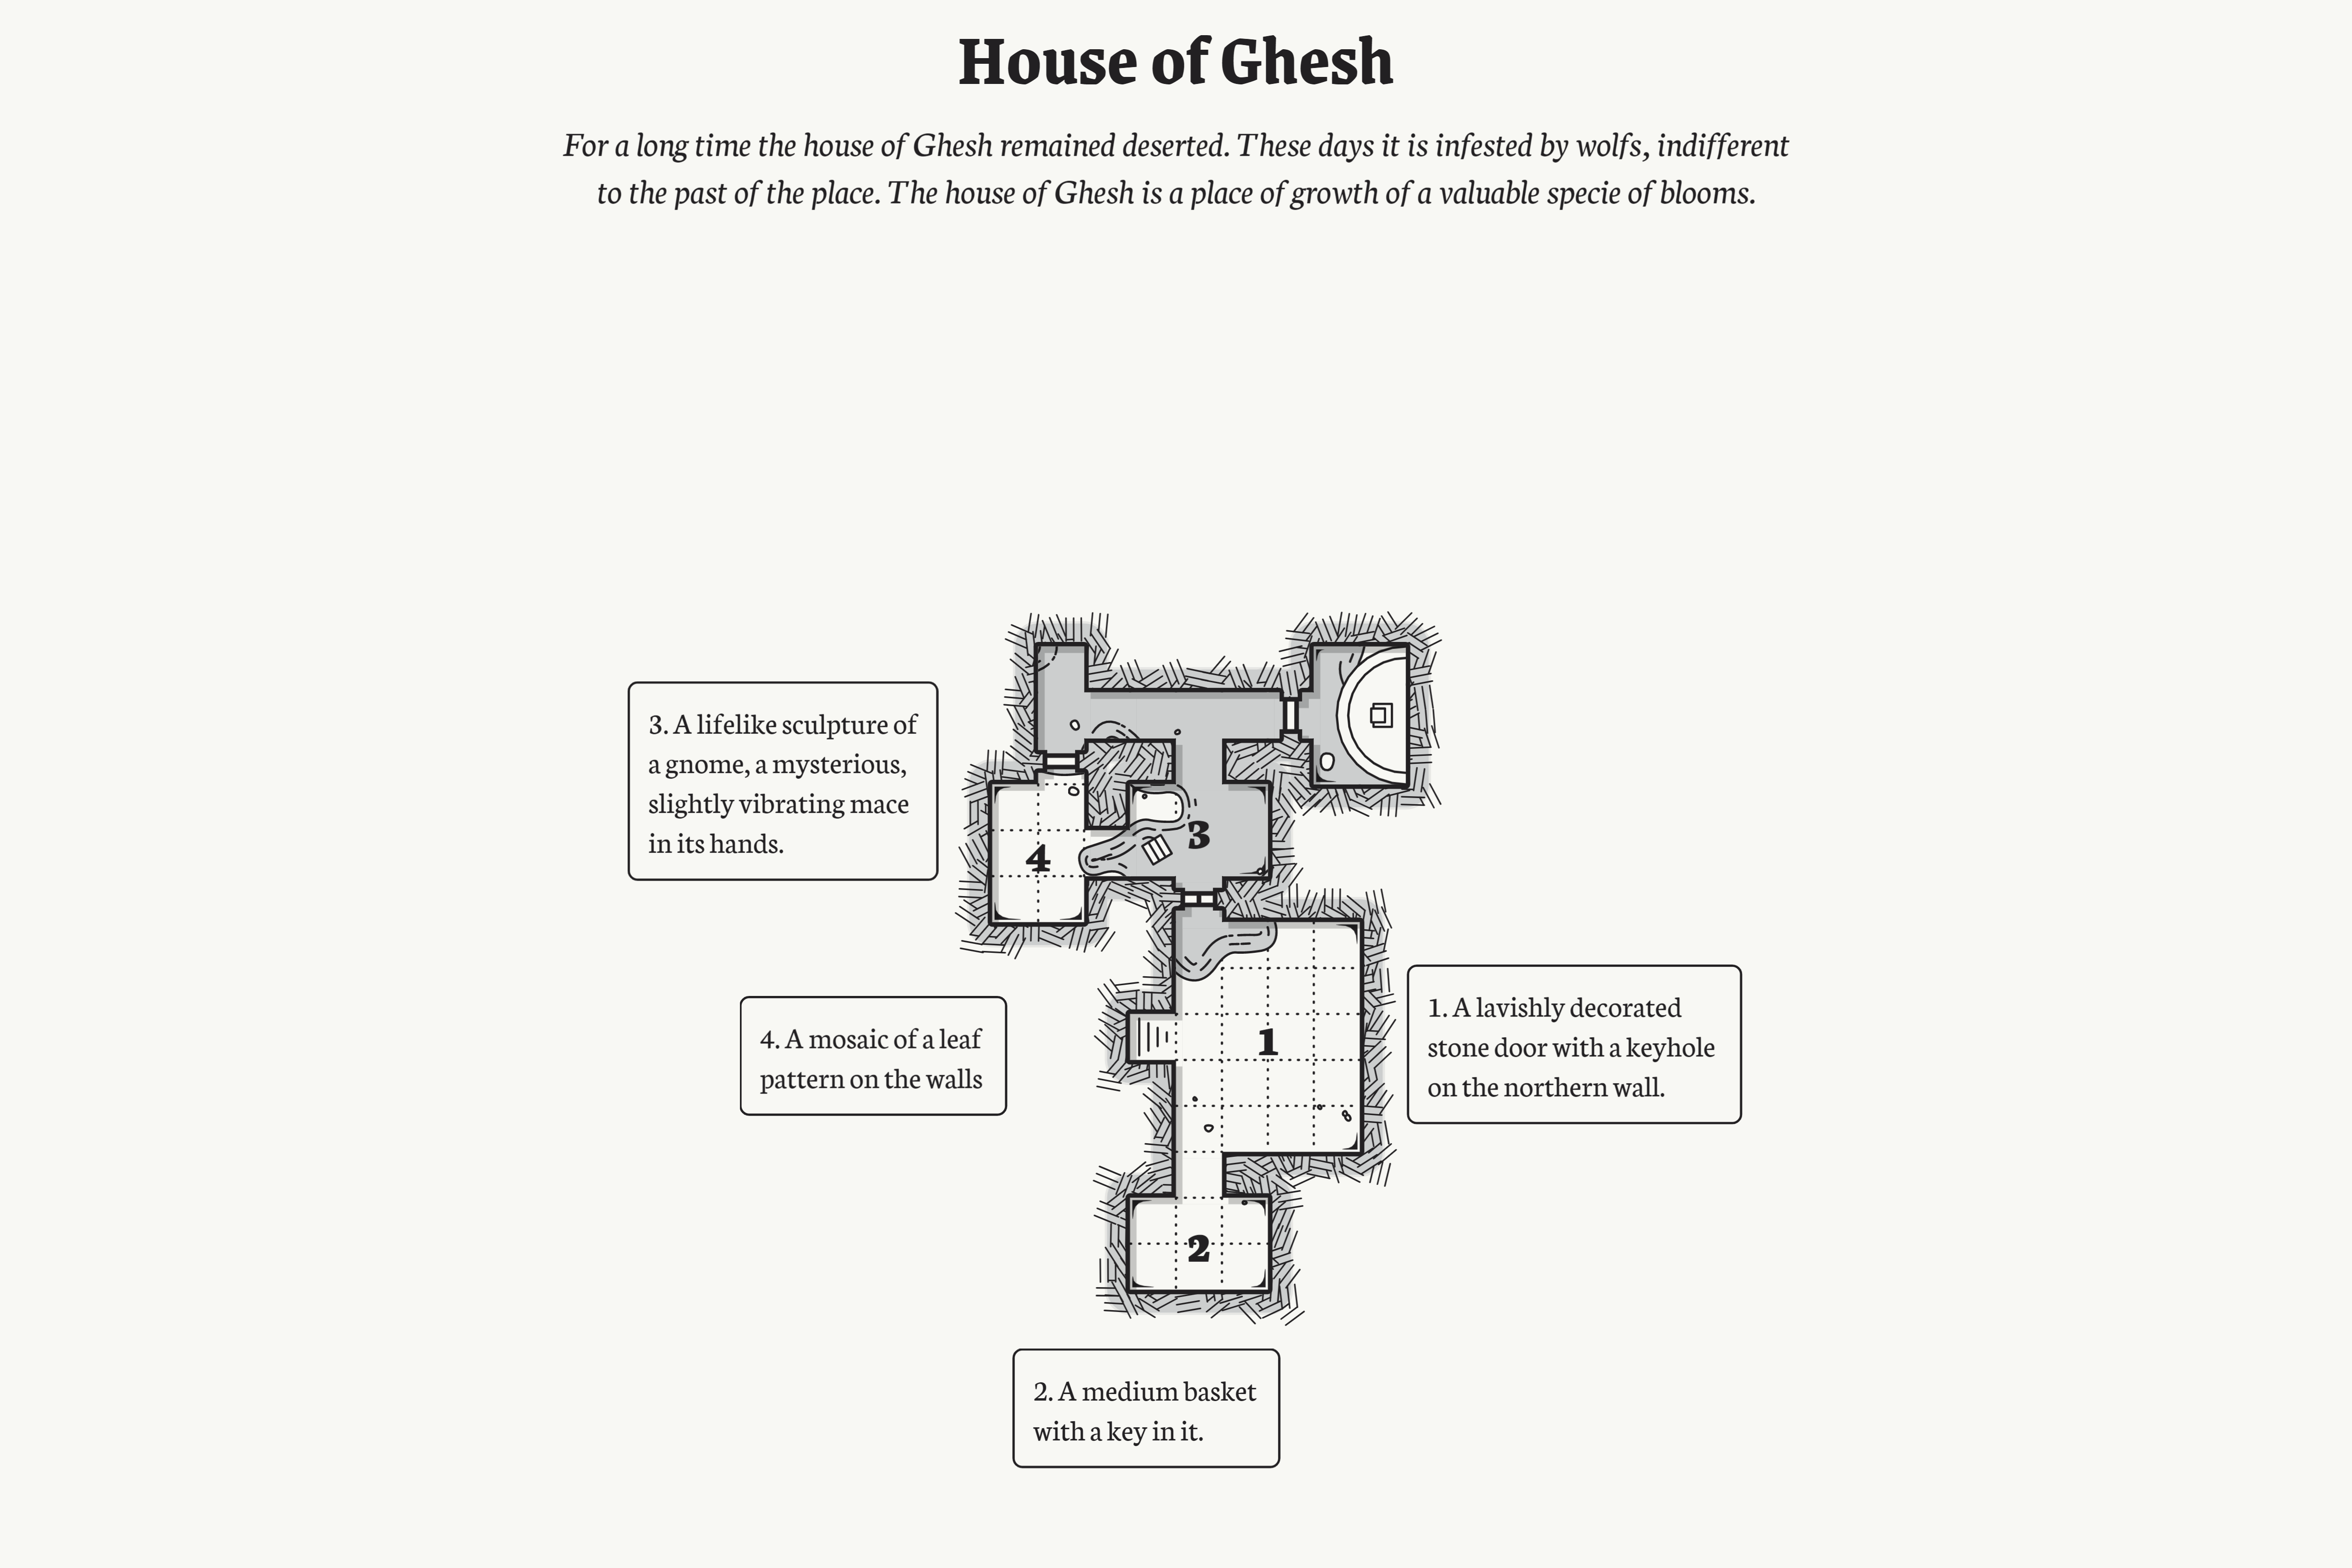 House of Ghesh
For a long time the house of Ghesh remained deserted. These days it is infested by wolfs, indifferent
to the past of the place. The house of Ghesh is a place of growth of a valuable specie of blooms.
3. A lifelike sculpture of
a gnome, a mysterious,
slightly vibrating mace
in its hands.
3
4
1
2
4. A mosaic of a leaf
pattern on the walls
1. A lavishly decorated
stone door with a keyhole
on the northern wall.
2. A medium basket
with a key in it.